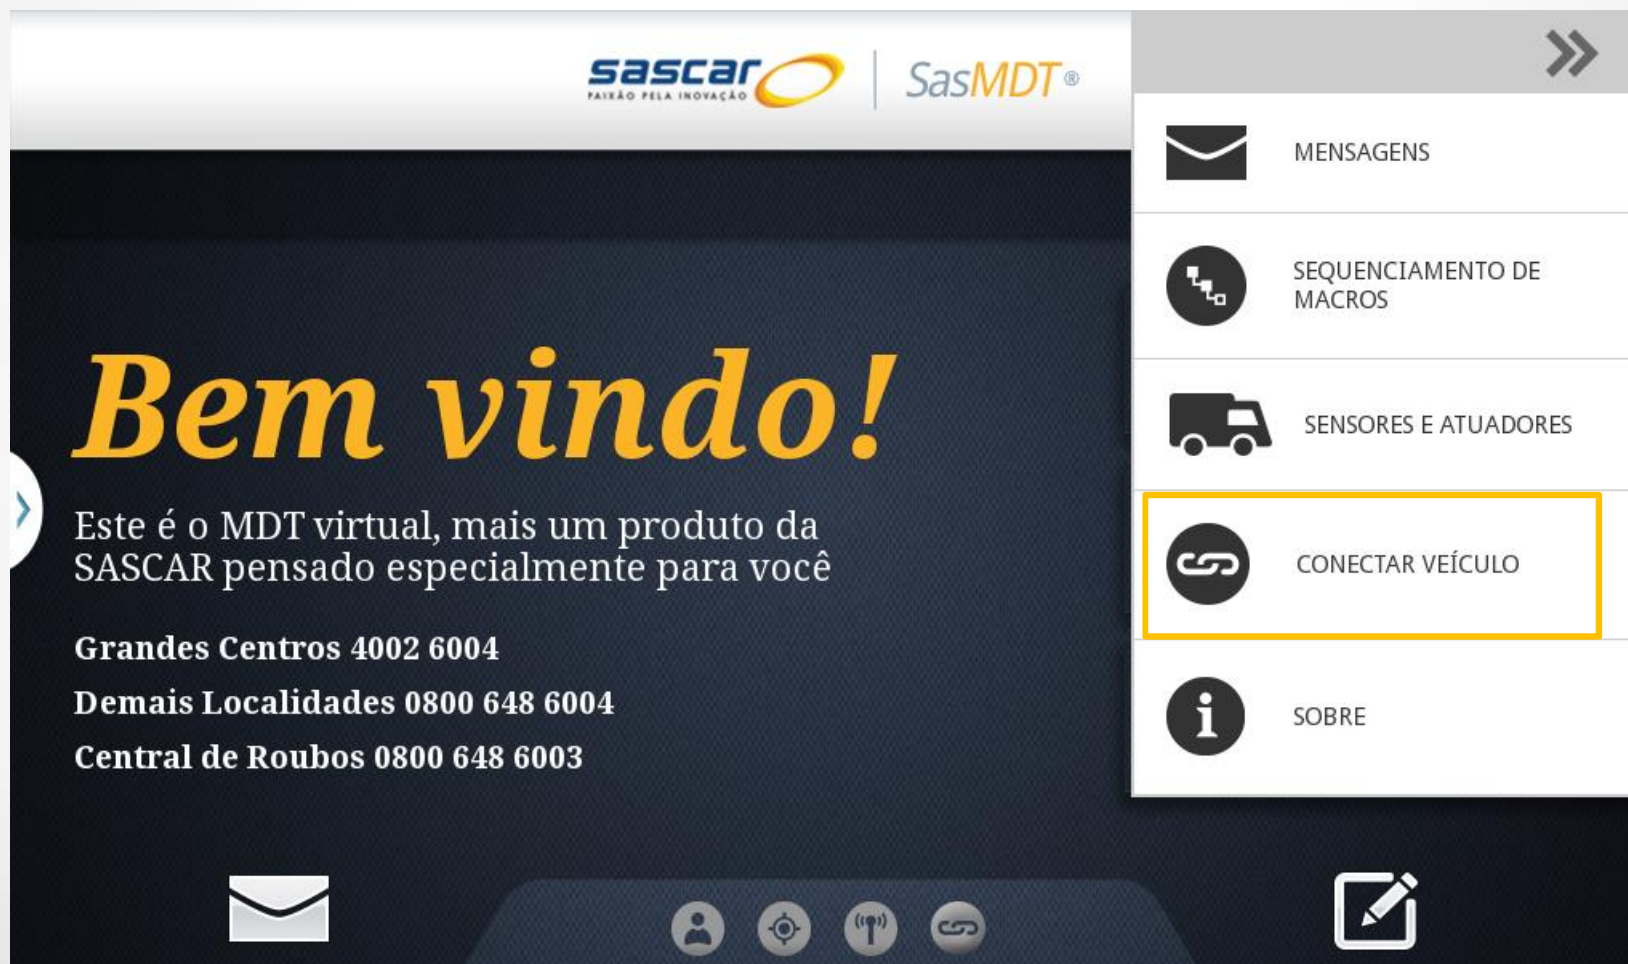 sascar
PAIXÃO PELA INOVAÇÃO
SasMDT®
MENSAGENS
SEQUENCIAMENTO DE
MACROS
SENSORES E ATUADORES
CONECTAR VEÍCULO
SOBRE
Bem vindo!
Este é o MDT virtual, mais um produto da
SASCAR pensado especialmente para você
Grandes Centros 4002 6004
Demais Localidades 0800 648 6004
Central de Roubos 0800 648 6003